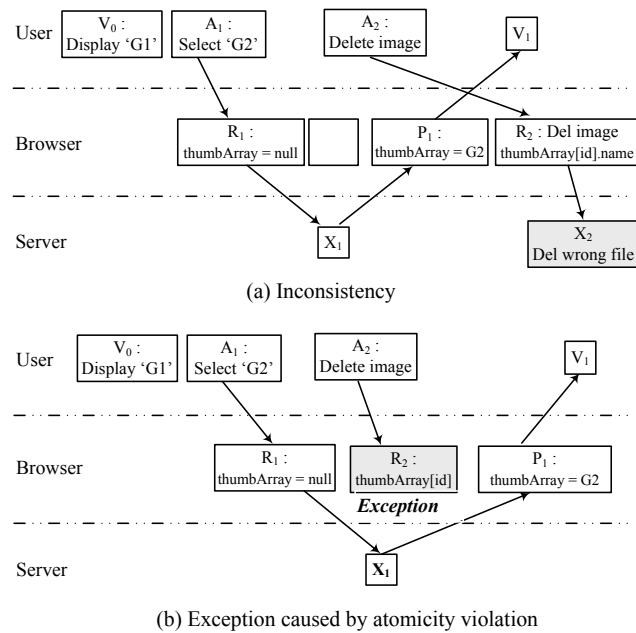 User
V₀ :
Display ‘G1’
A₁ :
Select ‘G2’
A₂ :
Delete image
V₁
Browser
R₁ :
thumbArray = null
P₁ :
thumbArray = G2
R₂ : Del image
thumbArray[id].name
Server
X₁
X₂
Del wrong file
(a) Inconsistency
User
V₀ :
Display ‘G1’
A₁ :
Select ‘G2’
A₂ :
Delete image
V₁
Browser
R₁ :
thumbArray = null
R₂ :
thumbArray[id]
Exception
P₁ :
thumbArray = G2
Server
X₁
(b) Exception caused by atomicity violation